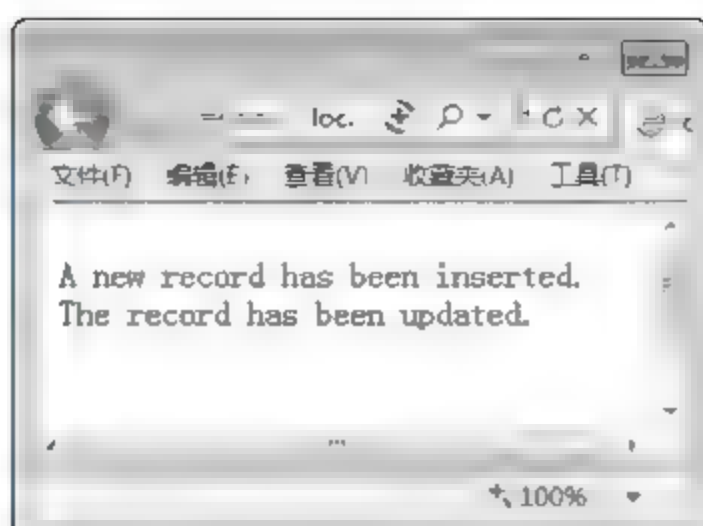 loc.
文件(F) 编辑(E) 查看(V) 收藏夹(A) 工具(T)
A new record has been inserted.
The record has been updated.
100%